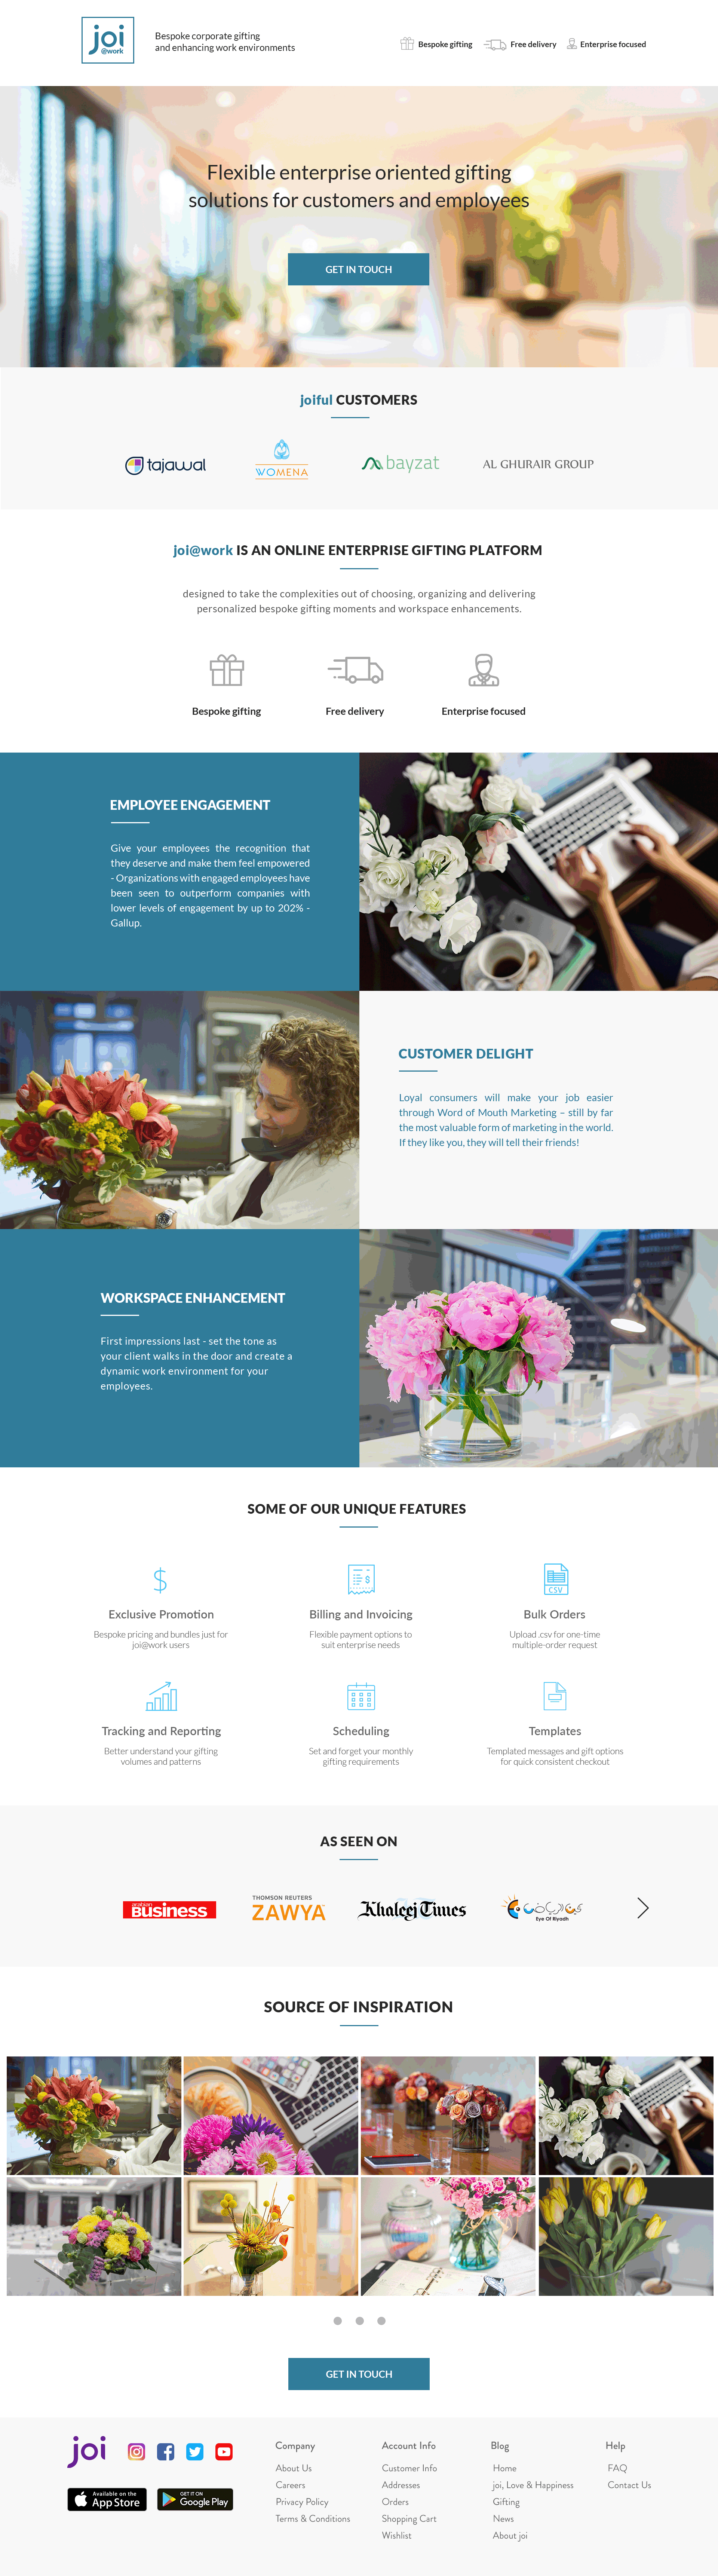 joi
@work
Bespoke corporate gifting
and enhancing work environments
Bespoke gifting
Free delivery
Enterprise focused
Flexible enterprise oriented gifting
solutions for customers and employees
GET IN TOUCH
joiful CUSTOMERS
tajawal
WOMENA
bayzat
AL GHURAIR GROUP
joi@work IS AN ONLINE ENTERPRISE GIFTING PLATFORM
designed to take the complexities out of choosing, organizing and delivering
personalized bespoke gifting moments and workspace enhancements.
Bespoke gifting
Free delivery
Enterprise focused
EMPLOYEE ENGAGEMENT
Give your employees the recognition that
they deserve and make them feel empowered
- Organizations with engaged employees have
been seen to outperform companies with
lower levels of engagement by up to 202% -
Gallup.
CUSTOMER DELIGHT
Loyal consumers will make your job easier
through Word of Mouth Marketing – still by far
the most valuable form of marketing in the world.
If they like you, they will tell their friends!
WORKSPACE ENHANCEMENT
First impressions last - set the tone as
your client walks in the door and create a
dynamic work environment for your
employees.
SOME OF OUR UNIQUE FEATURES
$
Exclusive Promotion
Bespoke pricing and bundles just for
joi@work users
$
Billing and Invoicing
Flexible payment options to
suit enterprise needs
CSV
Bulk Orders
Upload .csv for one-time
multiple-order request
Tracking and Reporting
Better understand your gifting
volumes and patterns
Scheduling
Set and forget your monthly
gifting requirements
Templates
Templated messages and gift options
for quick consistent checkout
AS SEEN ON
arabian
BUSINESS
THOMSON REUTERS
ZAWYA
Khaleej Times
عين الرياض
Eye Of Riyadh
SOURCE OF INSPIRATION
GET IN TOUCH
joi
Available on the
App Store
GET IT ON
Google Play
Company
About Us
Careers
Privacy Policy
Terms & Conditions
Account Info
Customer Info
Addresses
Orders
Shopping Cart
Wishlist
Blog
Home
joi, Love & Happiness
Gifting
News
About joi
Help
FAQ
Contact Us